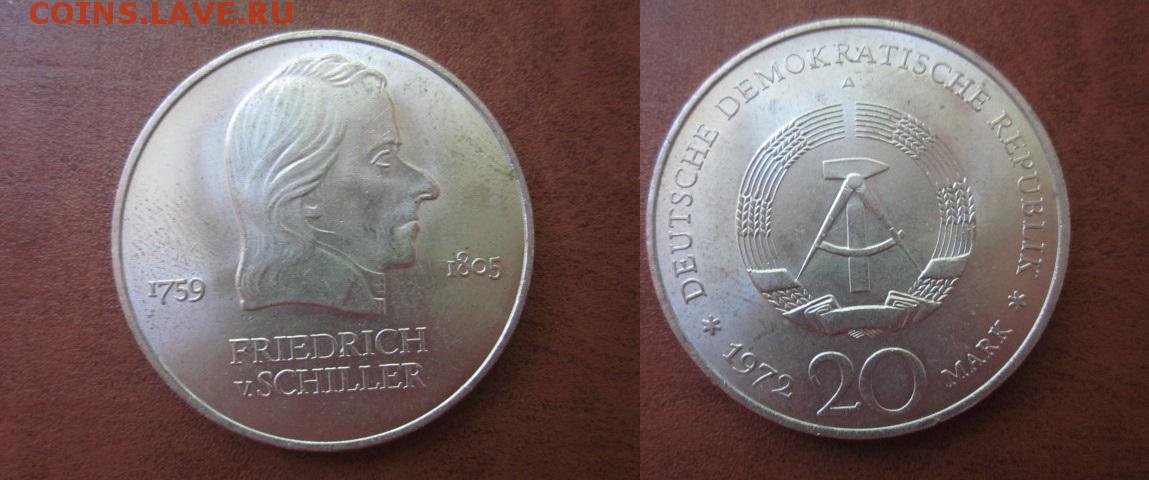 COINS.LAVE.RU
1759
1805
FRIEDRICH
v.SCHILLER
DEUTSCHE DEMOKRATISCHE REPUBLIK
A
* 1972 20 MARK *